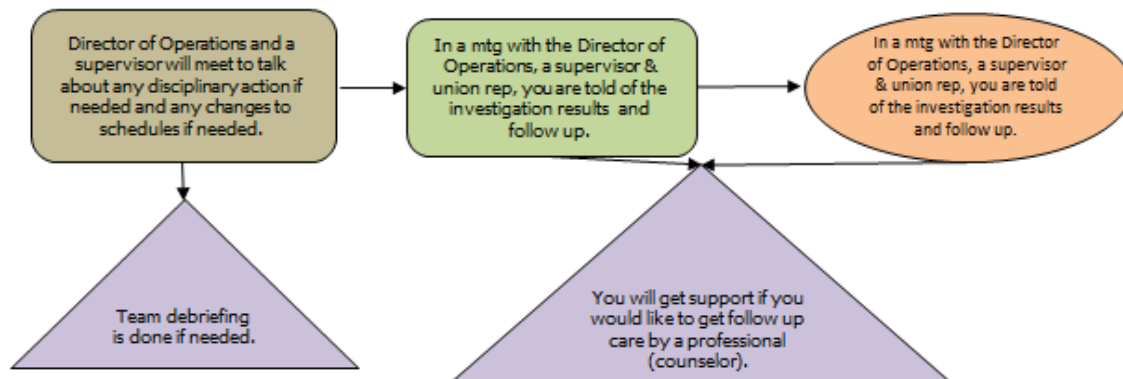 Director of Operations and a
supervisor will meet to talk
about any disciplinary action if
needed and any changes to
schedules if needed.
In a mtg with the Director of
Operations, a supervisor &
union rep, you are told of the
investigation results and
follow up.
In a mtg with the Director
of Operations, a supervisor
& union rep, you are told
of the investigation results
and follow up.
Team debriefing
is done if needed.
You will get support if you
would like to get follow up
care by a professional
(counselor).